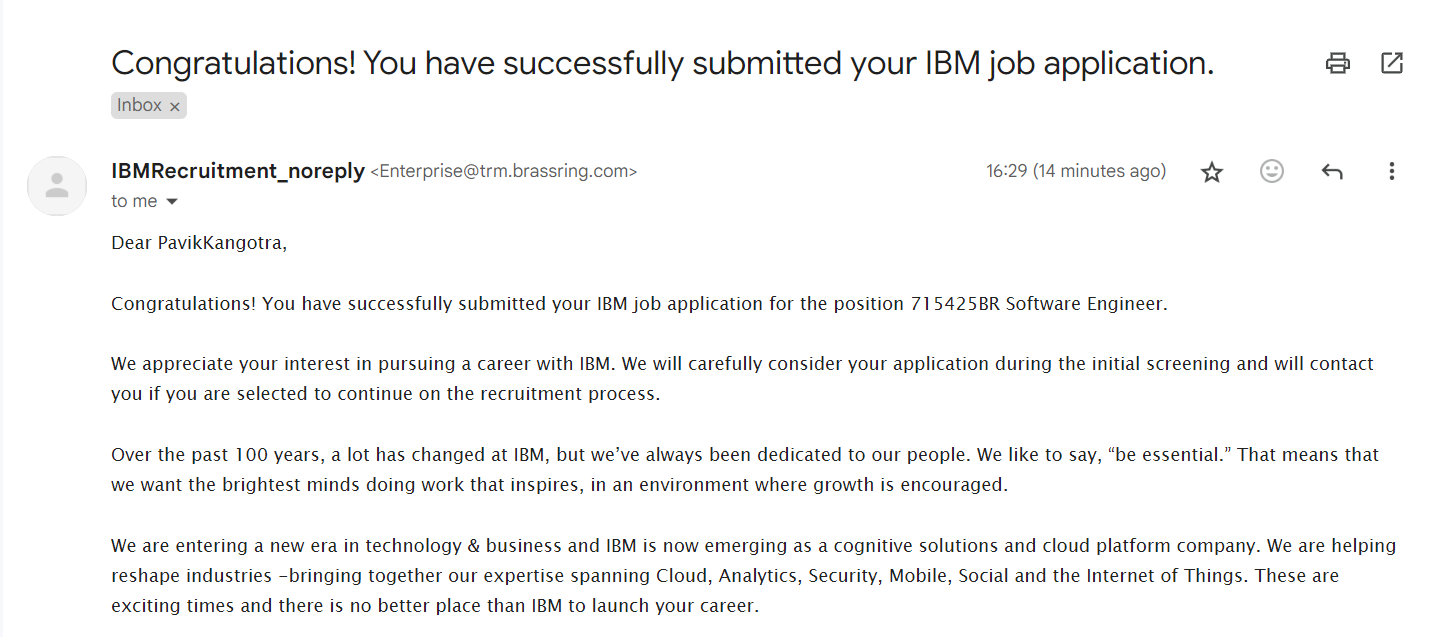 Congratulations! You have successfully submitted your IBM job application.
Inbox ×
IBMRecruitment_noreply <Enterprise@trm.brassring.com> 16:29 (14 minutes ago)
to me
Dear PavikKangotra,
Congratulations! You have successfully submitted your IBM job application for the position 715425BR Software Engineer.
We appreciate your interest in pursuing a career with IBM. We will carefully consider your application during the initial screening and will contact
you if you are selected to continue on the recruitment process.
Over the past 100 years, a lot has changed at IBM, but we’ve always been dedicated to our people. We like to say, “be essential.” That means that
we want the brightest minds doing work that inspires, in an environment where growth is encouraged.
We are entering a new era in technology & business and IBM is now emerging as a cognitive solutions and cloud platform company. We are helping
reshape industries –bringing together our expertise spanning Cloud, Analytics, Security, Mobile, Social and the Internet of Things. These are
exciting times and there is no better place than IBM to launch your career.